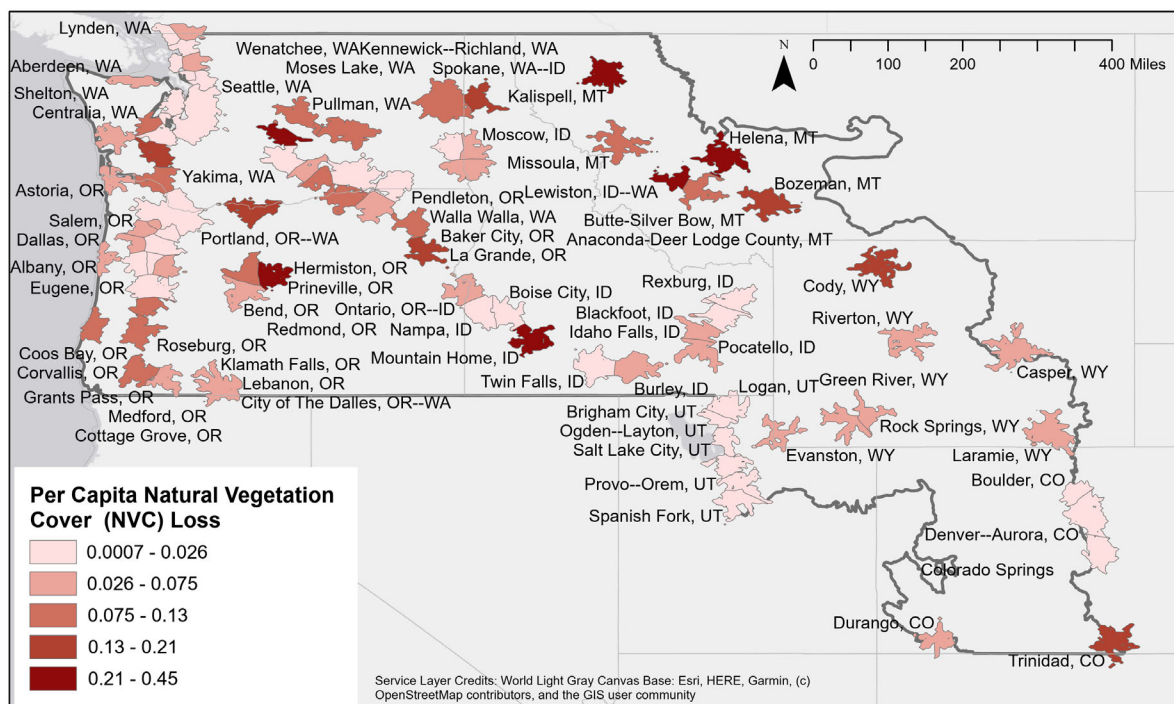 Lynden, WA
N
0 100 200 400 Miles
Wenatchee, WA Kennewick--Richland, WA
Aberdeen, WA
Moses Lake, WA
Spokane, WA--ID
Shelton, WA
Seattle, WA
Kalispell, MT
Centralia, WA
Pullman, WA
Moscow, ID
Helena, MT
Missoula, MT
Yakima, WA
Astoria, OR
Lewiston, ID--WA
Bozeman, MT
Pendleton, OR
Salem, OR
Walla Walla, WA
Butte-Silver Bow, MT
Dallas, OR
Portland, OR--WA
Baker City, OR
Anaconda-Deer Lodge County, MT
La Grande, OR
Albany, OR
Hermiston, OR
Rexburg, ID
Cody, WY
Eugene, OR
Prineville, OR
Boise City, ID
Bend, OR
Ontario, OR--ID
Blackfoot, ID
Riverton, WY
Redmond, OR
Nampa, ID
Idaho Falls, ID
Coos Bay, OR
Roseburg, OR
Pocatello, ID
Mountain Home, ID
Corvallis, OR
Klamath Falls, OR
Casper, WY
Twin Falls, ID
Lebanon, OR
Burley, ID
Logan, UT
Green River, WY
Grants Pass, OR
City of The Dalles, OR--WA
Medford, OR
Brigham City, UT
Cottage Grove, OR
Ogden--Layton, UT
Rock Springs, WY
Salt Lake City, UT
Evanston, WY
Laramie, WY
Provo--Orem, UT
Boulder, CO
Spanish Fork, UT
Denver--Aurora, CO
Colorado Springs
Durango, CO
Trinidad, CO
Per Capita Natural Vegetation
Cover (NVC) Loss
0.0007 - 0.026
0.026 - 0.075
0.075 - 0.13
0.13 - 0.21
0.21 - 0.45
Service Layer Credits: World Light Gray Canvas Base: Esri, HERE, Garmin, (c)
OpenStreetMap contributors, and the GIS user community